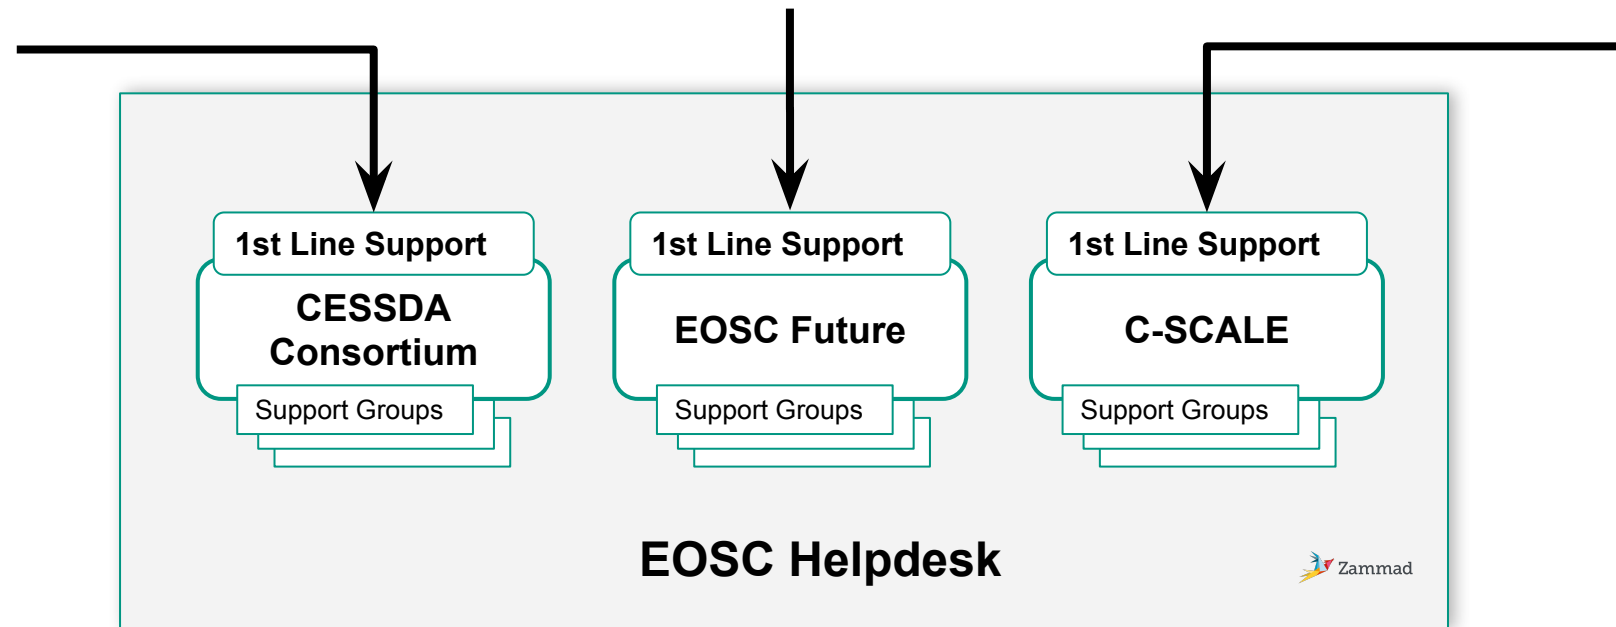 1st Line Support
CESSDA
Consortium
Support Groups
1st Line Support
EOSC Future
Support Groups
1st Line Support
C-SCALE
Support Groups
EOSC Helpdesk
Zammad